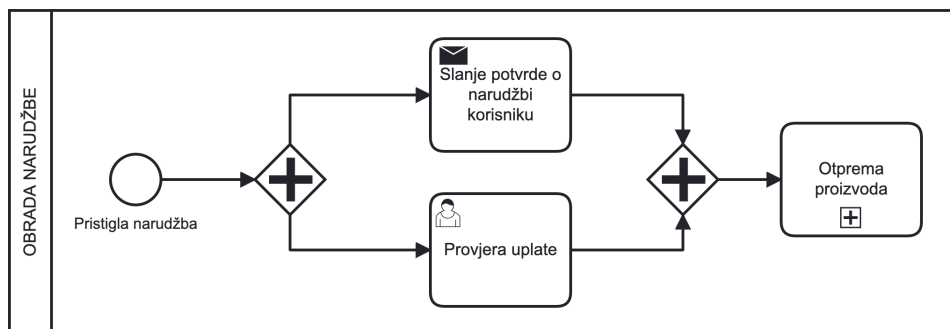 OBRADA NARUDŽBE
Pristigla narudžba
Slanje potvrde o
narudžbi
korisniku
Provjera uplate
Otprema
proizvoda